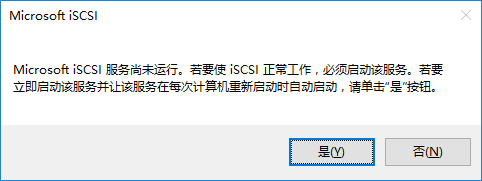 Microsoft iSCSI
Microsoft iSCSI 服务尚未运行。若要使 iSCSI 正常工作，必须启动该服务。若要
立即启动该服务并让该服务在每次计算机重新启动时自动启动，请单击“是”按钮。
是(Y)
否(N)